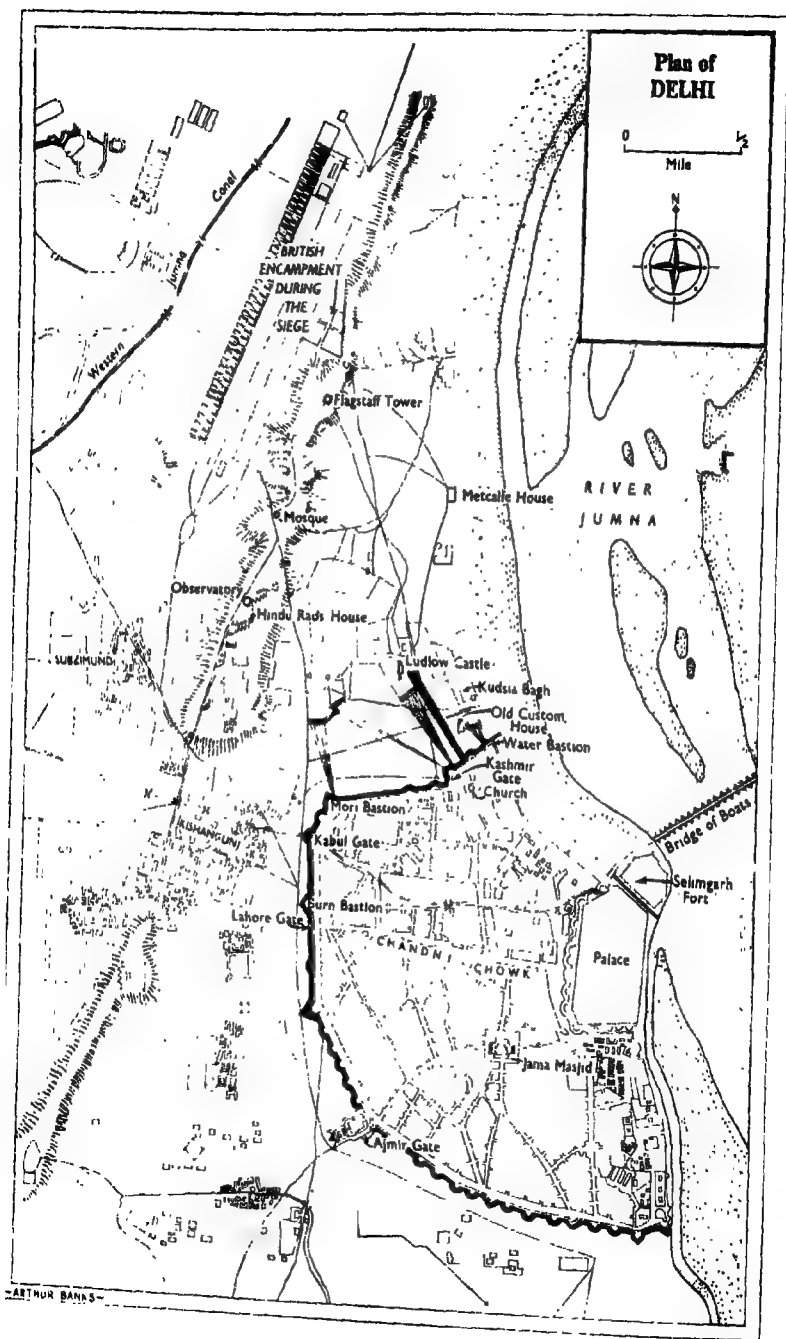 Plan of
DELHI
0 ½
Mile
N
Western Jumna Canal
BRITISH
ENCAMPMENT
DURING
THE
SIEGE
Flagstaff Tower
Metcalfe House
RIVER
JUMNA
Mosque
Observatory
Hindu Rads House
SUBZIMUNDI
Ludlow Castle
Kudsia Bagh
Old Custom
House
Water Bastion
Kashmir
Gate
Church
Mori Bastion
KISHANGUNJ
Kabul Gate
Bridge of Boats
Selimgarh
Fort
Burn Bastion
Lahore Gate
CHANDNI CHOWK
Palace
Jama Masjid
Ajmir Gate
-ARTHUR BANKS-